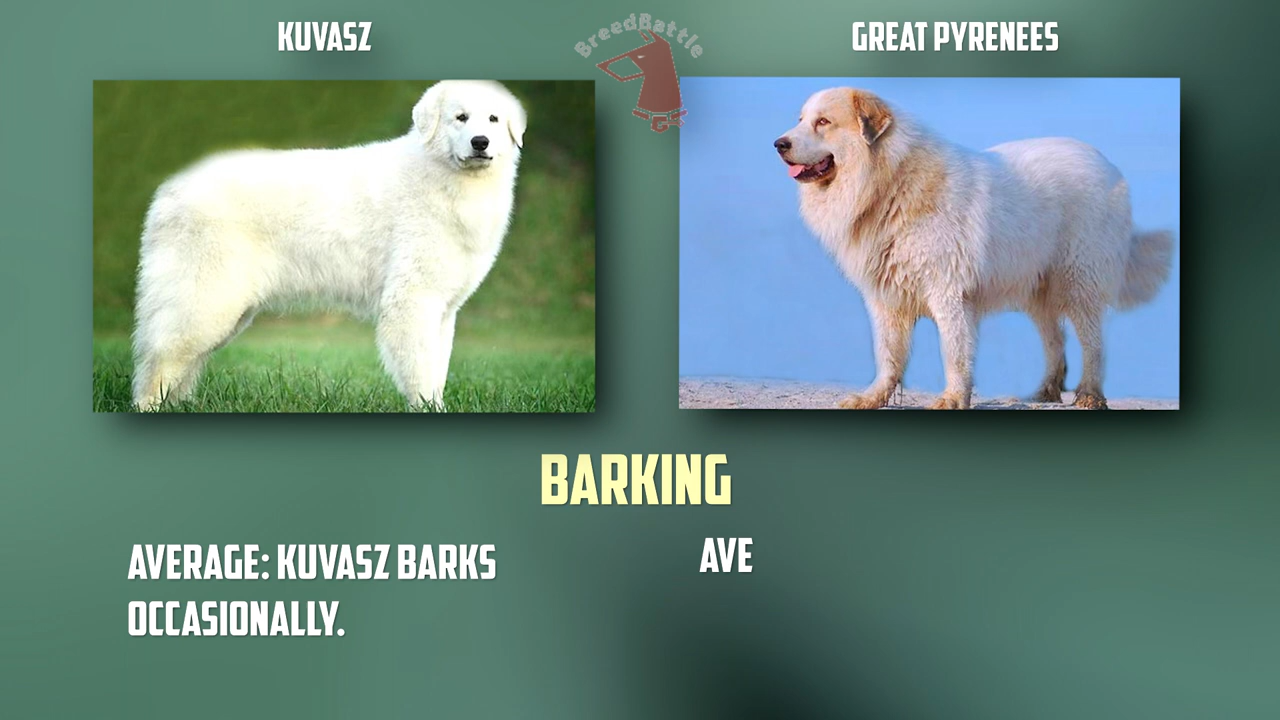 KUVASZ
BreedBattle
GREAT PYRENEES
BARKING
AVERAGE: KUVASZ BARKS
OCCASIONALLY.
AVE